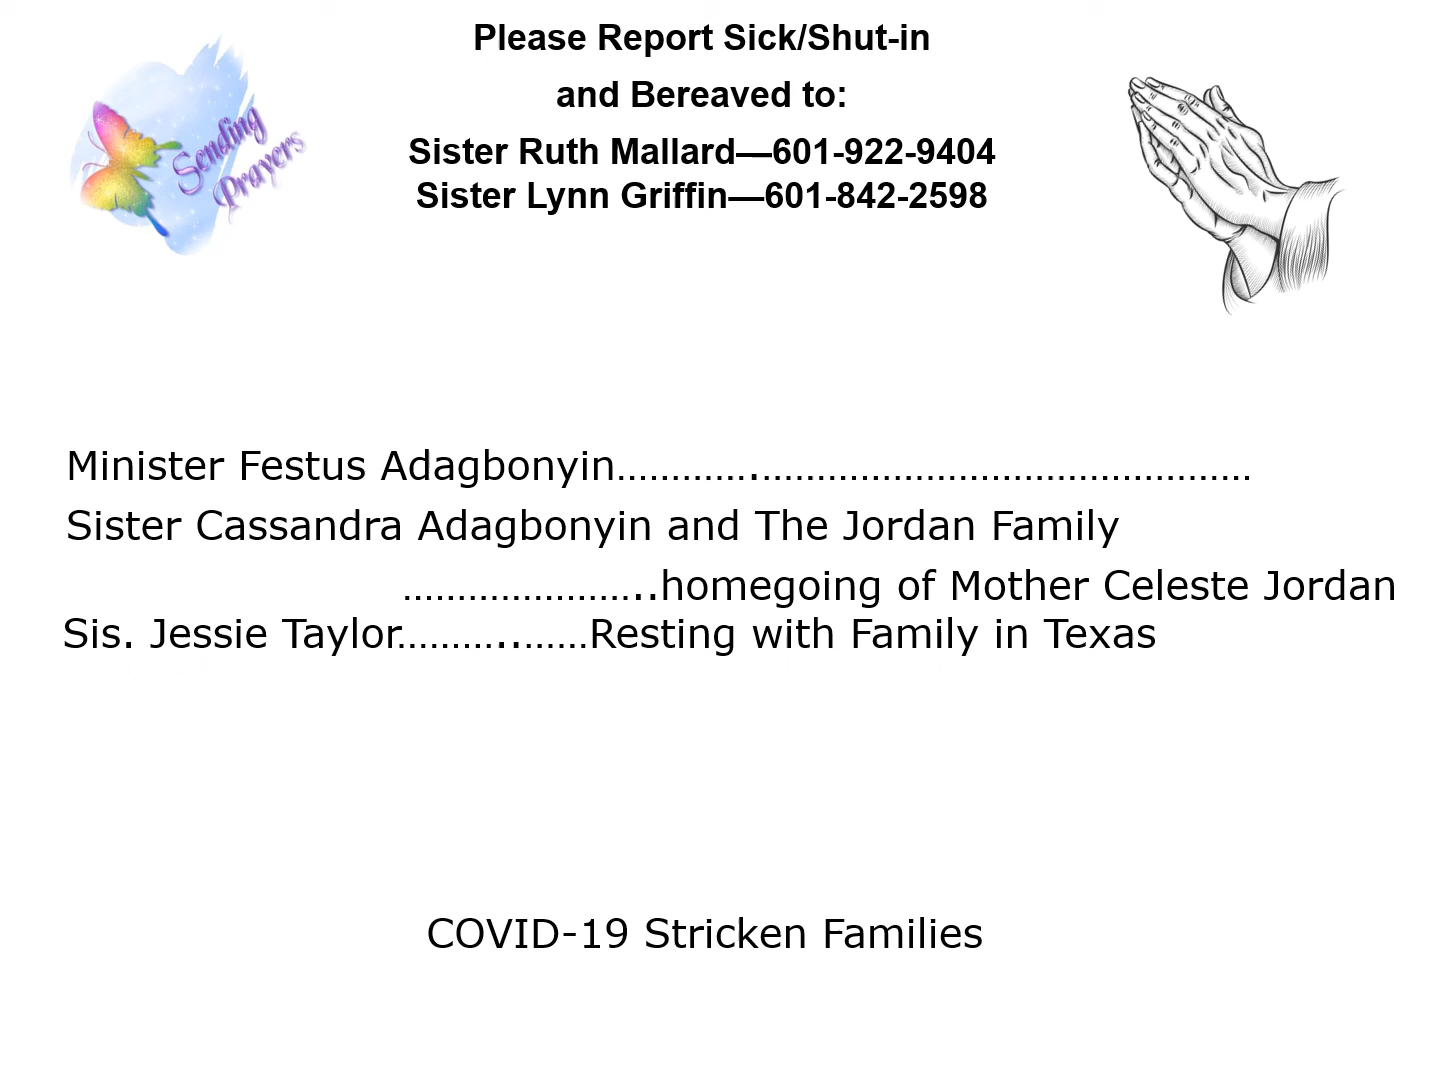 Please Report Sick/Shut-in
and Bereaved to:
Sister Ruth Mallard—601-922-9404
Sister Lynn Griffin—601-842-2598
Sending
Prayers
Minister Festus Adagbonyin………….………………………………………
Sister Cassandra Adagbonyin and The Jordan Family
…………………..homegoing of Mother Celeste Jordan
Sis. Jessie Taylor………..……Resting with Family in Texas
COVID-19 Stricken Families